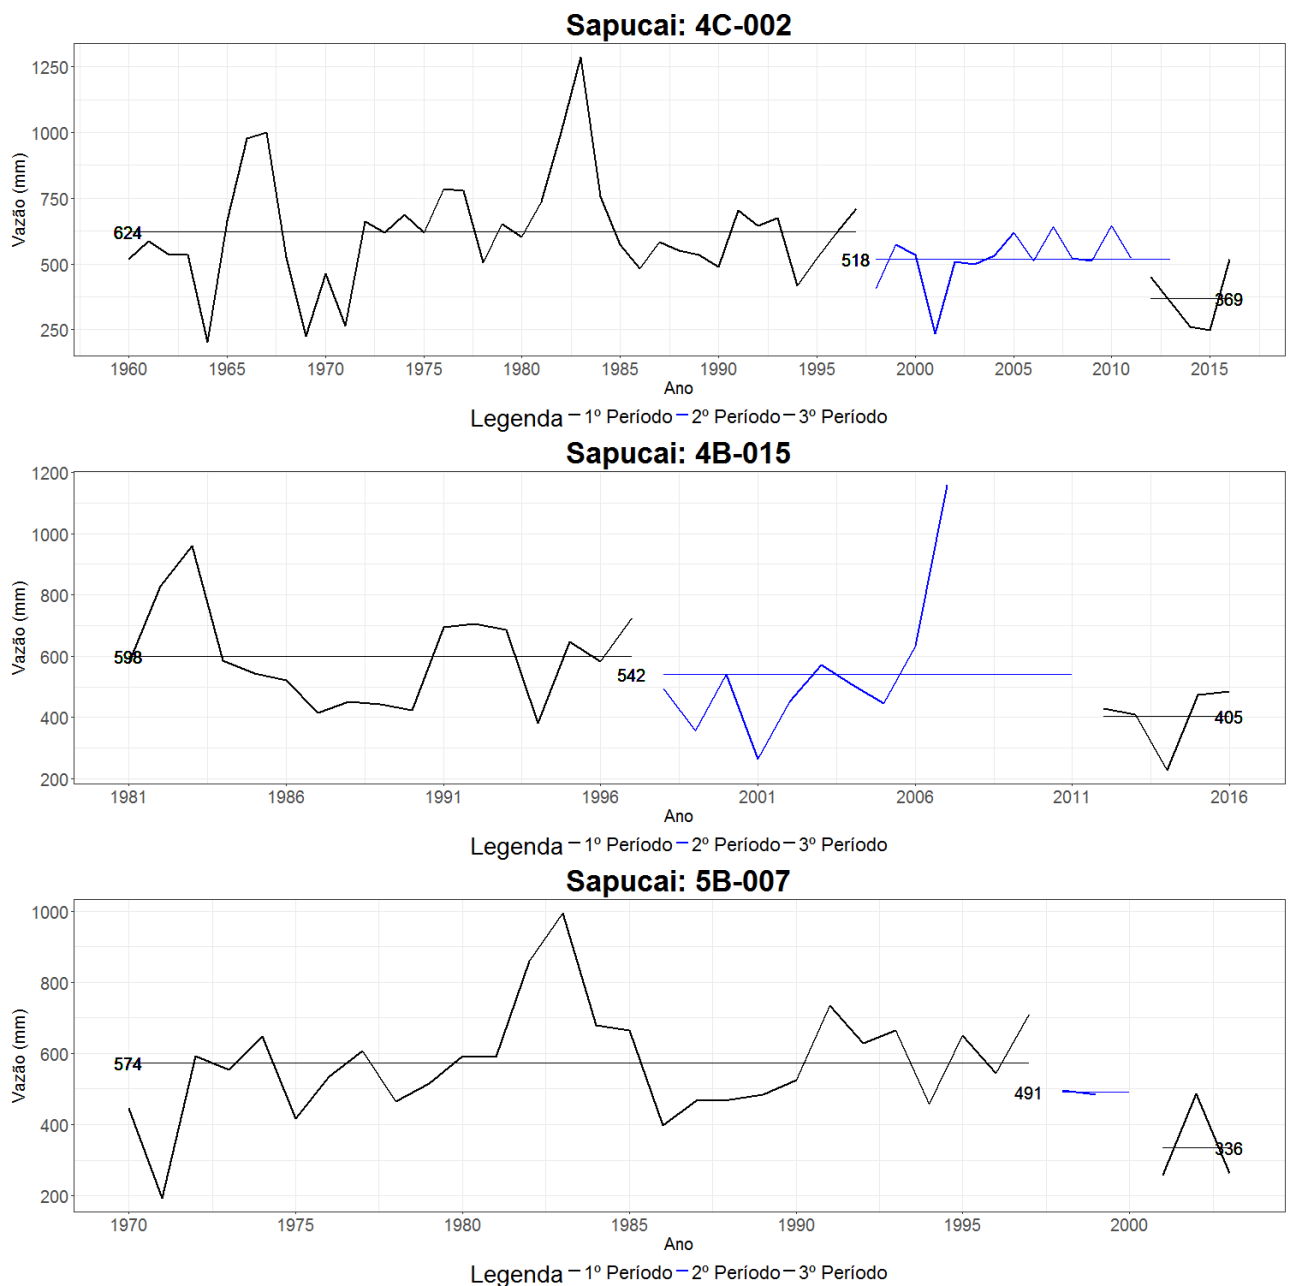 Sapucai: 4C-002
Vazão (mm)
1250
1000
750
500
250
624
518
369
1960 1965 1970 1975 1980 1985 1990 1995 2000 2005 2010 2015
Ano
Legenda 1º Período 2º Período 3º Período
Sapucai: 4B-015
Vazão (mm)
1200
1000
800
600
400
200
598
542
405
1981 1986 1991 1996 2001 2006 2011 2016
Ano
Legenda 1º Período 2º Período 3º Período
Sapucai: 5B-007
Vazão (mm)
1000
800
600
400
200
574
491
336
1970 1975 1980 1985 1990 1995 2000
Ano
Legenda 1º Período 2º Período 3º Período